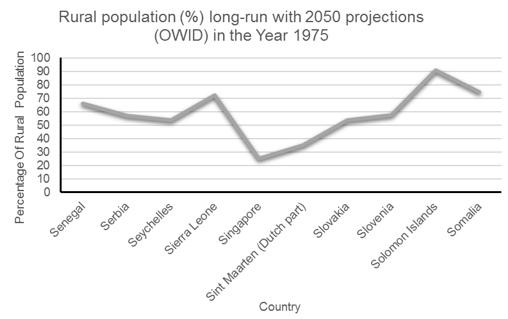 Rural population (%) long-run with 2050 projections
(OWID) in the Year 1975
Percentage Of Rural Population
100
90
80
70
60
50
40
30
20
10
0
Senegal
Serbia
Seychelles
Sierra Leone
Singapore
Sint Maarten (Dutch part)
Slovakia
Slovenia
Solomon Islands
Somalia
Country